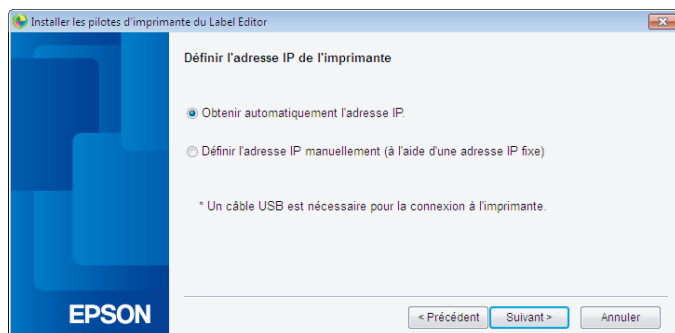 Installer les pilotes d'imprimante du Label Editor
Définir l'adresse IP de l'imprimante
Obtenir automatiquement l'adresse IP.
Définir l'adresse IP manuellement (à l'aide d'une adresse IP fixe)
* Un câble USB est nécessaire pour la connexion à l'imprimante.
EPSON
< Précédent Suivant > Annuler